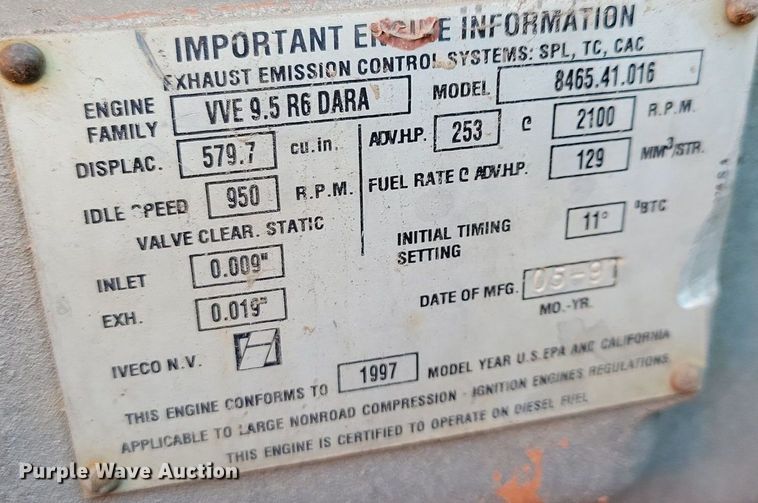 IMPORTANT ENGINE INFORMATION
EXHAUST EMISSION CONTROL SYSTEMS: SPL, TC, CAC
ENGINE FAMILY VVE 9.5 R6 DARA
MODEL 8465.41.016
DISPLAC. 579.7 cu.in.
ADV.H.P. 253 @ 2100 R.P.M.
IDLE SPEED 950 R.P.M.
FUEL RATE @ ADV.H.P. 129 MM³/STR.
VALVE CLEAR. STATIC
INITIAL TIMING SETTING 11° °BTC
INLET 0.009"
EXH. 0.019"
DATE OF MFG.
MO.-YR.
IVECO N.V.
THIS ENGINE CONFORMS TO 1997 MODEL YEAR U.S.EPA AND CALIFORNIA
APPLICABLE TO LARGE NONROAD COMPRESSION - IGNITION ENGINES REGULATIONS
THIS ENGINE IS CERTIFIED TO OPERATE ON DIESEL FUEL
Purple Wave Auction